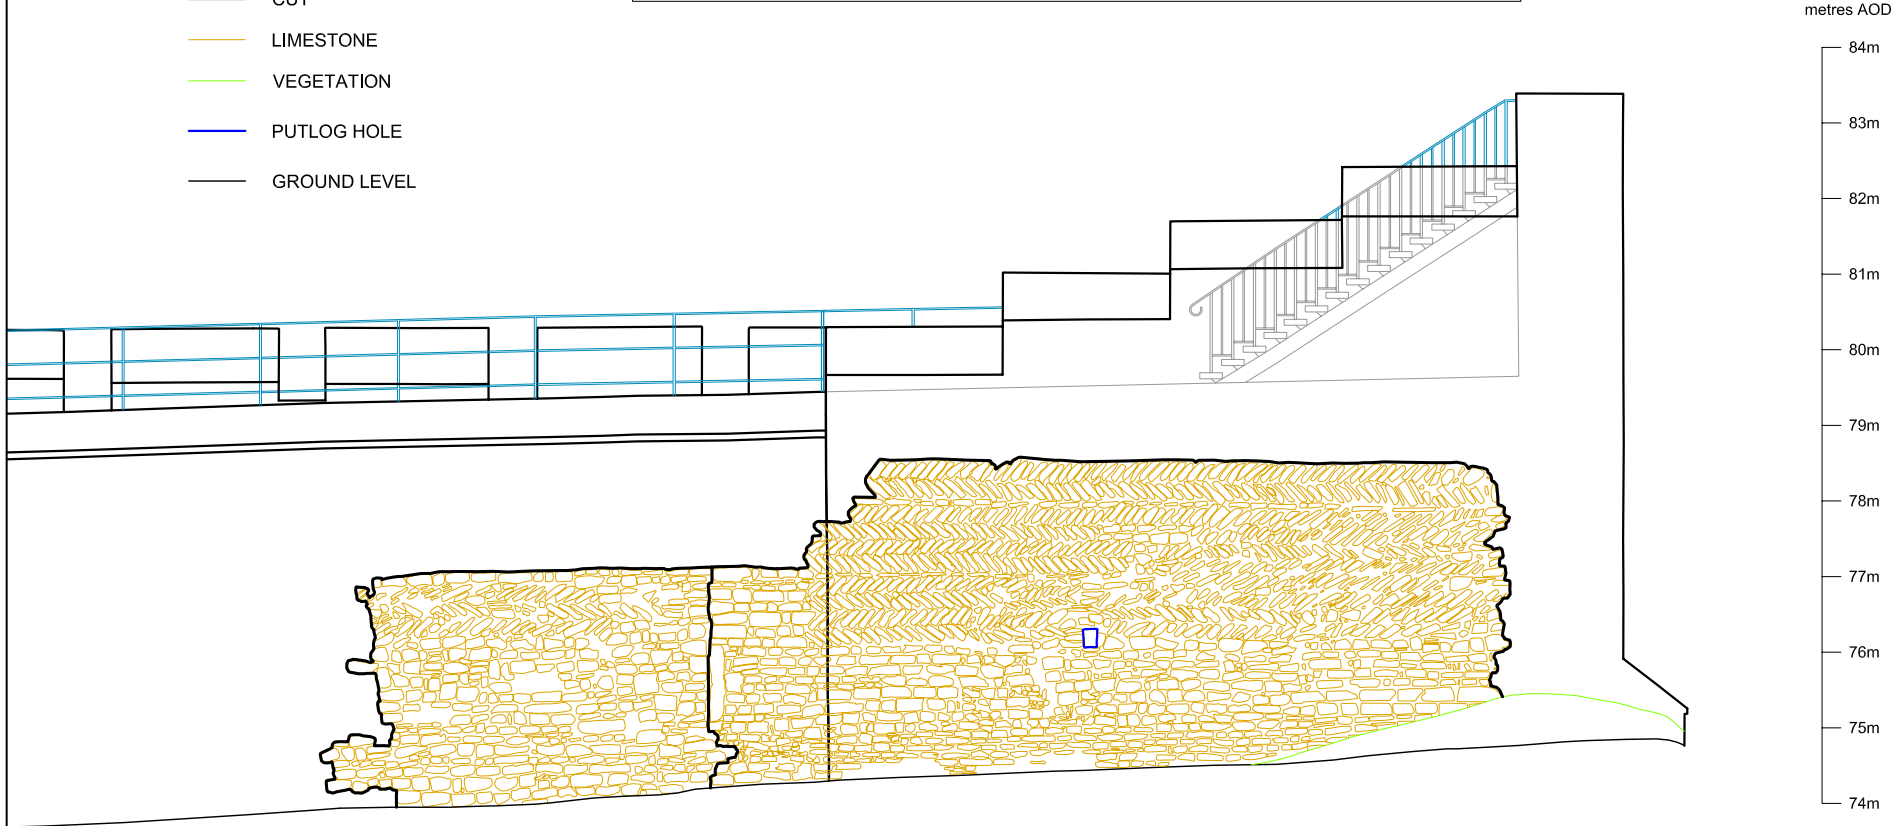 CUT
LIMESTONE
VEGETATION
PUTLOG HOLE
GROUND LEVEL
metres AOD
84m
83m
82m
81m
80m
79m
78m
77m
76m
75m
74m